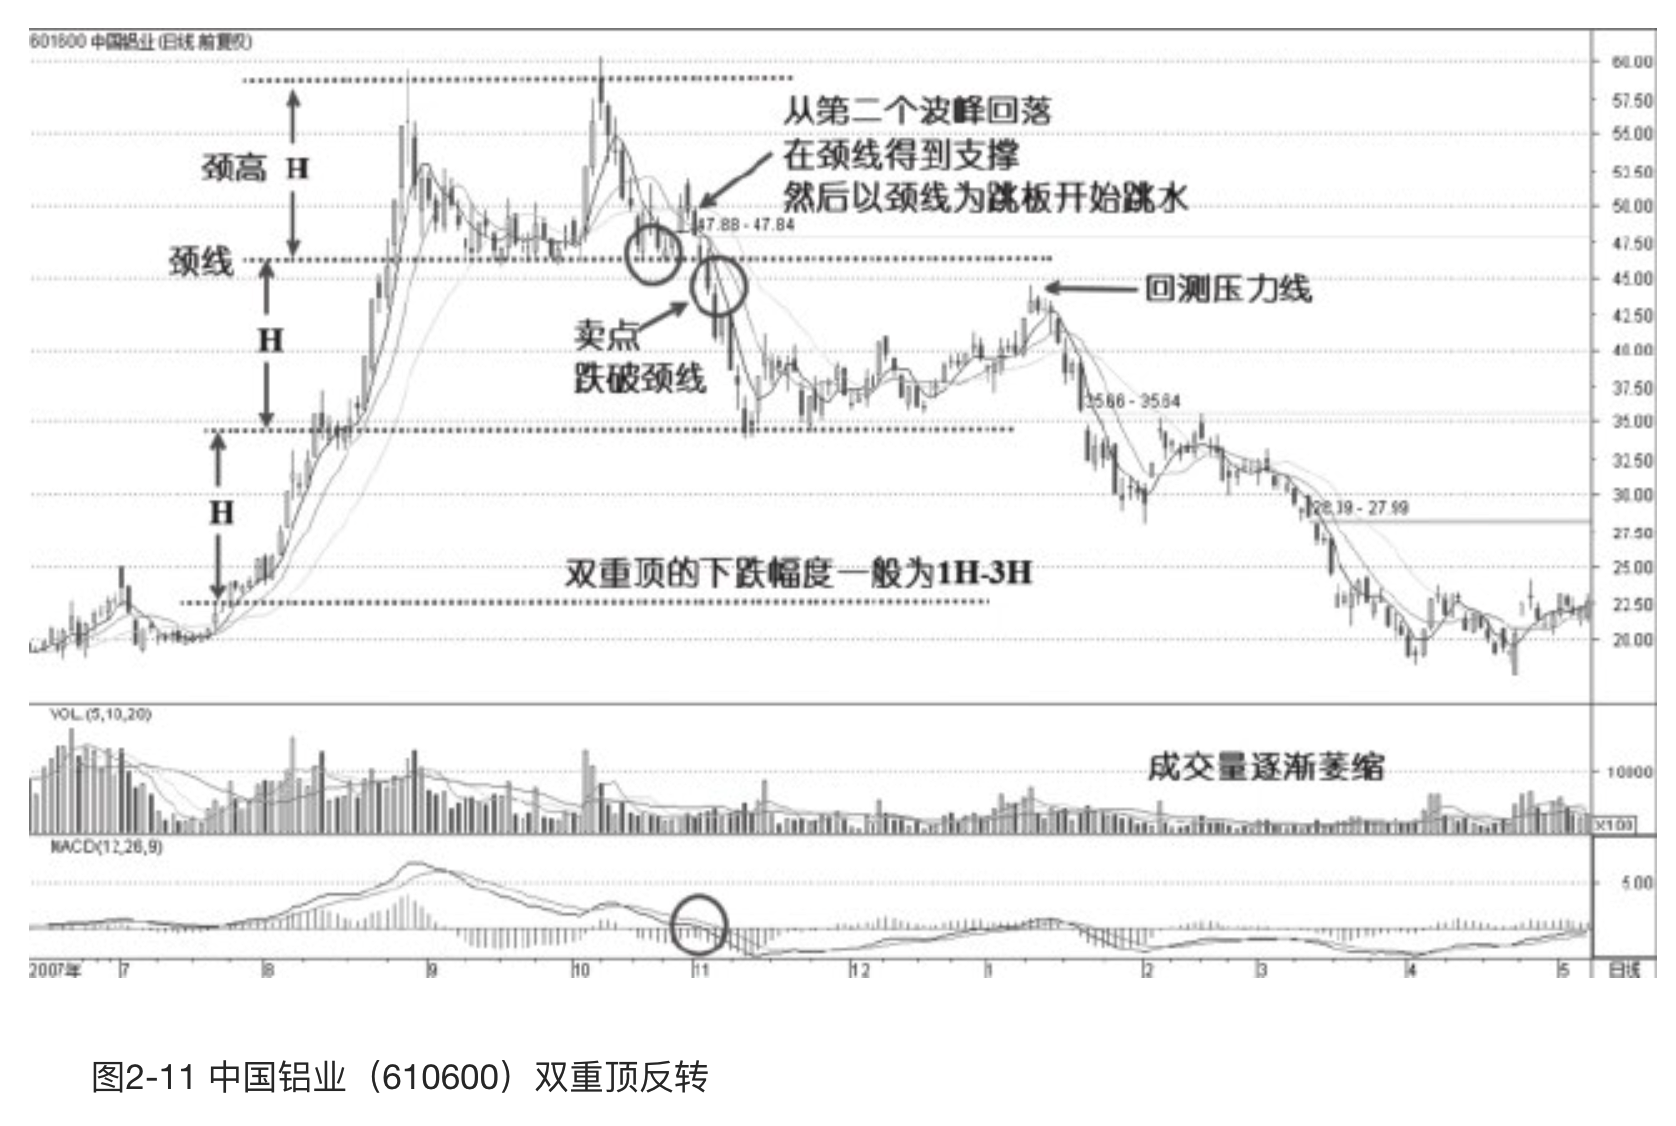 601600 中国铝业 (日线 前复权)
60.00
57.50
55.00
52.50
50.00
47.50
45.00
42.50
40.00
37.50
35.00
32.50
30.00
27.50
25.00
22.50
20.00
从第二个波峰回落
在颈线得到支撑
然后以颈线为跳板开始跳水
颈高 H
47.88 - 47.84
颈线
回测压力线
H
卖点
跌破颈线
35.66 - 35.64
H
28.19 - 27.99
双重顶的下跌幅度一般为1H-3H
VOL.(5,10,20)
成交量逐渐萎缩
10000
X100
MACD(12,26,9)
5.00
2007年 7 8 9 10 11 12 1 2 3 4 5 日线
图2-11 中国铝业（610600）双重顶反转